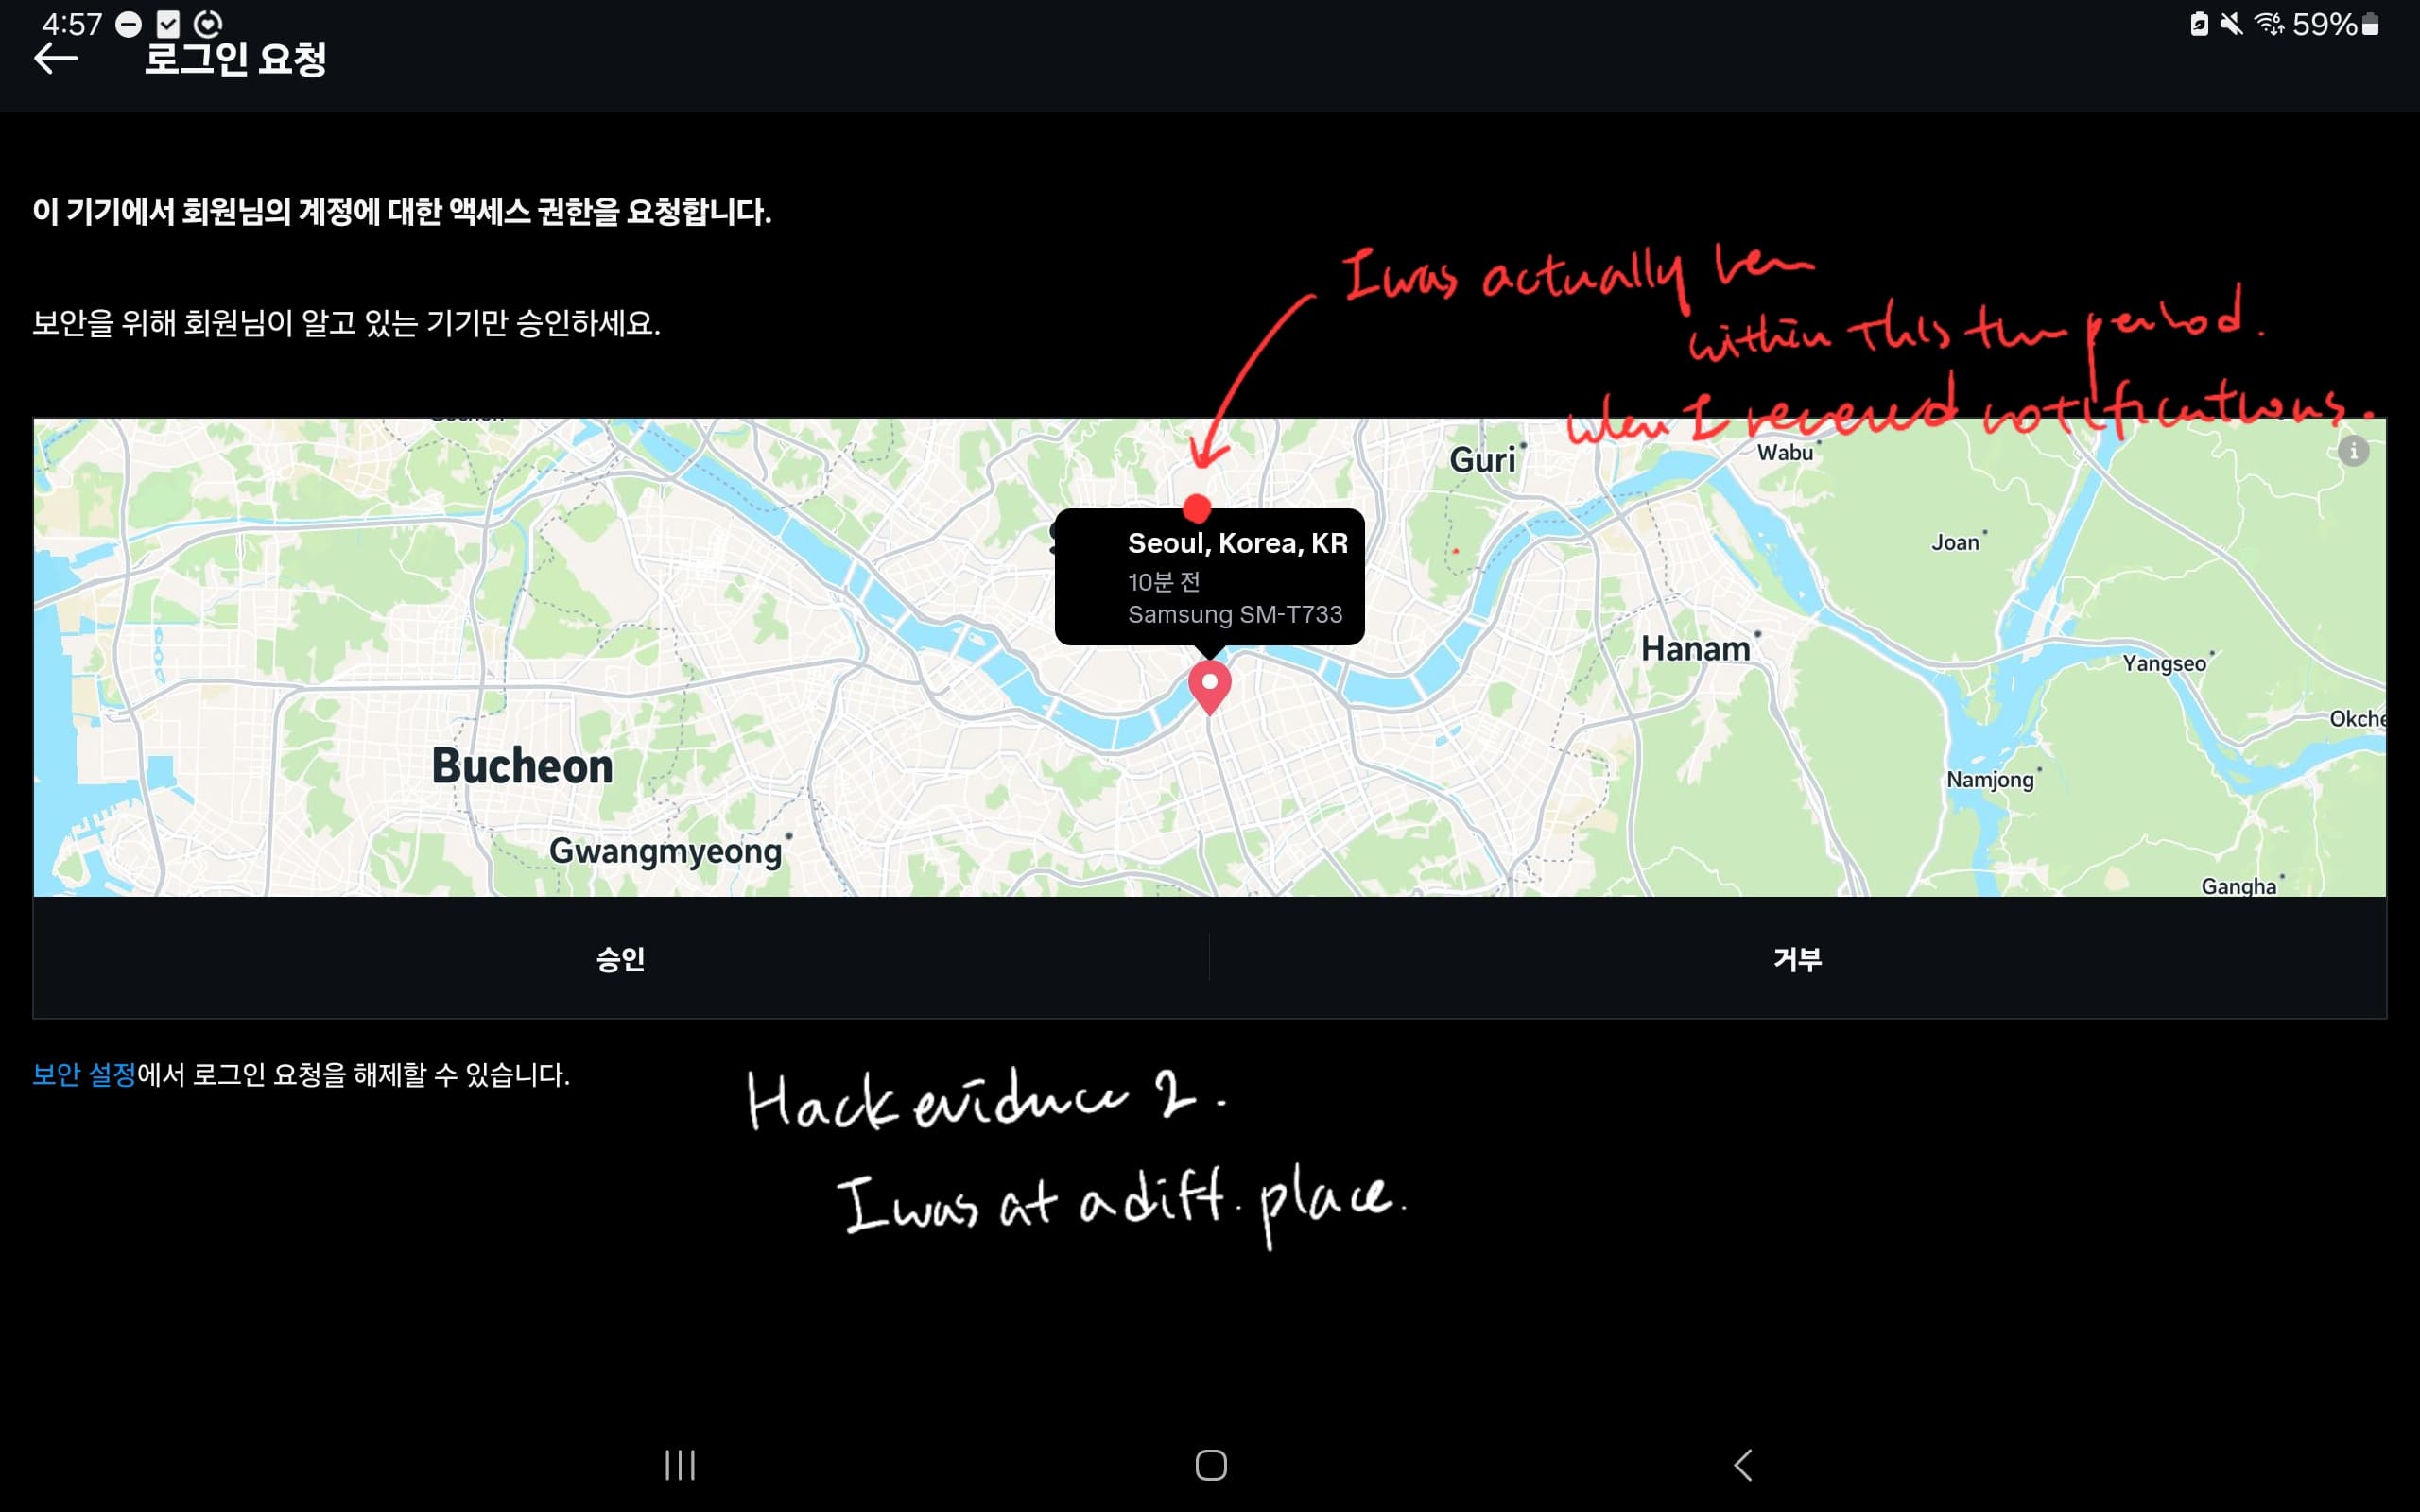 4:57
59%
로그인 요청
이 기기에서 회원님의 계정에 대한 액세스 권한을 요청합니다.
보안을 위해 회원님이 알고 있는 기기만 승인하세요.
I was actually
within this period.
when I notifications.
Guri
Wabu
Seoul, Korea, KR
10분 전
Samsung SM-T733
Joan
Hanam
Yangseo
Bucheon
Namjong
Gwangmyeong
Gangha
승인
거부
보안 설정에서 로그인 요청을 해제할 수 있습니다.
Hack evidence 2.
I was at a diff. place.